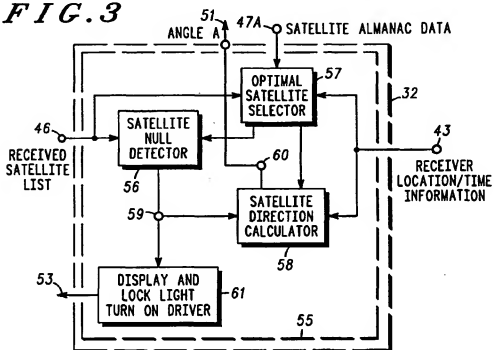 FIG.3
51
47A
SATELLITE ALMANAC DATA
ANGLE A
OPTIMAL
SATELLITE
SELECTOR
57
32
46
RECEIVED
SATELLITE
LIST
SATELLITE
NULL
DETECTOR
56
60
43
RECEIVER
LOCATION/TIME
INFORMATION
59
SATELLITE
DIRECTION
CALCULATOR
58
53
DISPLAY AND
LOCK LIGHT
TURN ON DRIVER
61
55